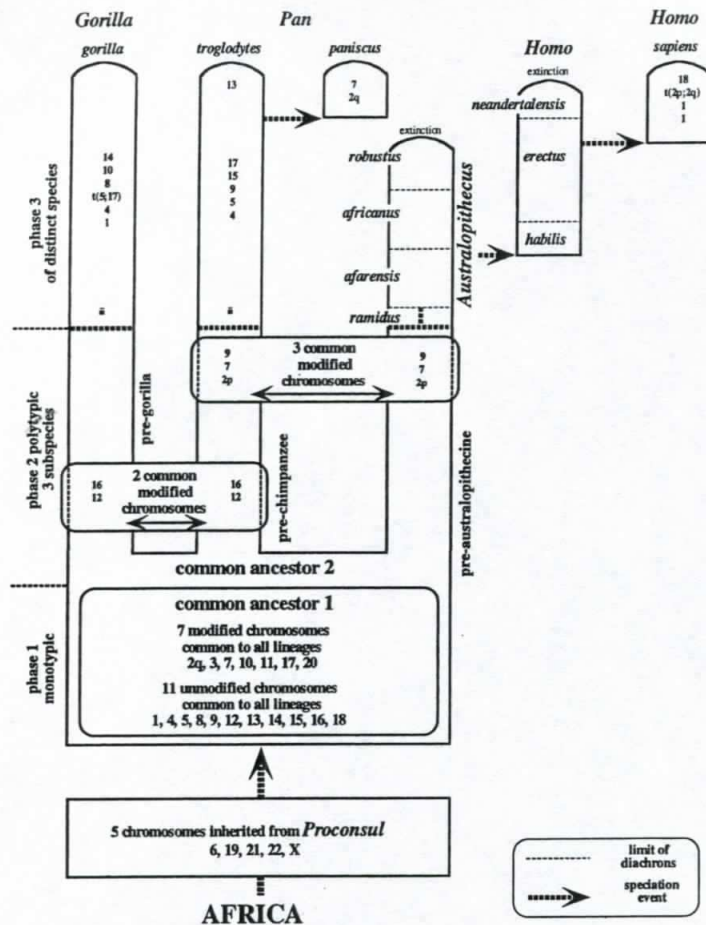 Gorilla
Pan
Homo
gorilla
troglodytes
paniscus
Homo
sapiens
13
7
2q
extinction
neandertalensis
erectus
habilis
18
t(2p;2q)
1
1
extinction
robustus
africanus
afarensis
ramidus
Australopithecus
phase 3
of distinct species
14
10
8
t(5;17)
4
1
17
15
9
5
4
phase 2 polytypic
3 subspecies
pre-gorilla
pre-chimpanzee
pre-australopithecine
9
7
2p
3 common
modified
chromosomes
9
7
2p
16
12
2 common
modified
chromosomes
16
12
common ancestor 2
phase 1
monotypic
common ancestor 1
7 modified chromosomes
common to all lineages
2q, 3, 7, 10, 11, 17, 20
11 unmodified chromosomes
common to all lineages
1, 4, 5, 8, 9, 12, 13, 14, 15, 16, 18
5 chromosomes inherited from Proconsul
6, 19, 21, 22, X
AFRICA
limit of
diachrons
speciation
event